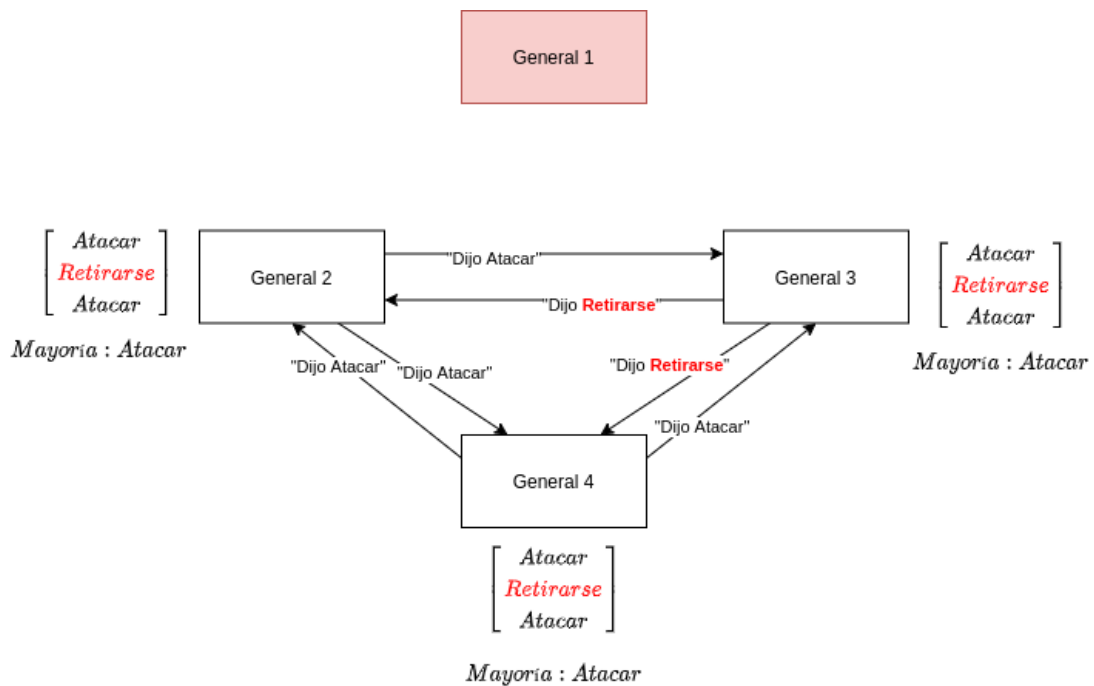 General 1
Atacar
Retirarse
Atacar
Mayoría : Atacar
General 2
"Dijo Atacar"
"Dijo Retirarse"
General 3
Atacar
Retirarse
Atacar
Mayoría : Atacar
"Dijo Atacar"
"Dijo Atacar"
"Dijo Retirarse"
"Dijo Atacar"
General 4
Atacar
Retirarse
Atacar
Mayoría : Atacar